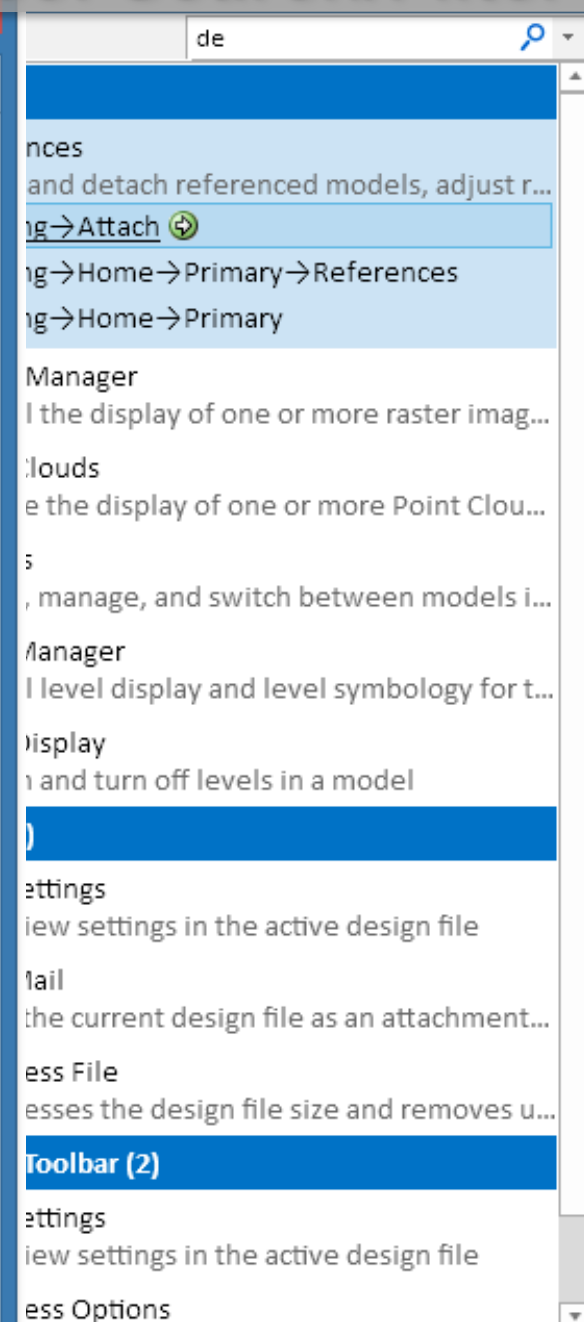 de
nces
and detach referenced models, adjust r...
ng→Attach
ng→Home→Primary→References
ng→Home→Primary
Manager
l the display of one or more raster imag...
Clouds
e the display of one or more Point Clou...
s
, manage, and switch between models i...
Manager
l level display and level symbology for t...
Display
n and turn off levels in a model
)
ettings
iew settings in the active design file
Mail
the current design file as an attachment...
ess File
esses the design file size and removes u...
Toolbar (2)
ettings
iew settings in the active design file
ess Options